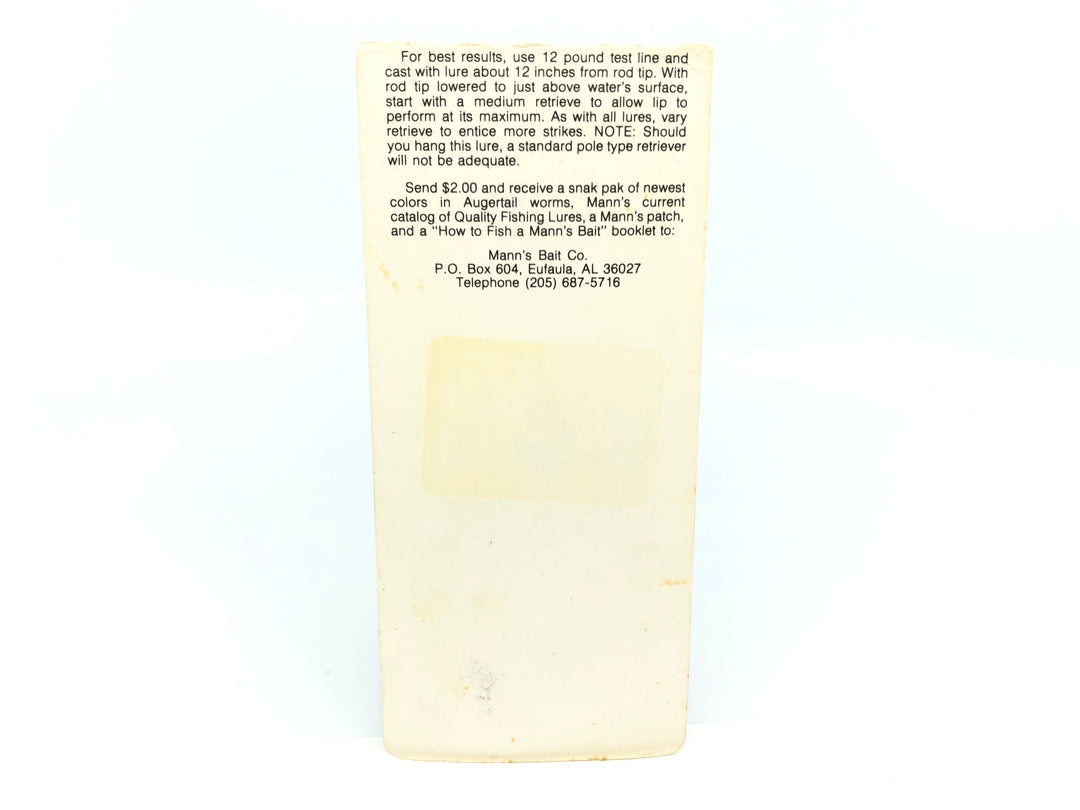 For best results, use 12 pound test line and
cast with lure about 12 inches from rod tip. With
rod tip lowered to just above water's surface,
start with a medium retrieve to allow lip to
perform at its maximum. As with all lures, vary
retrieve to entice more strikes. NOTE: Should
you hang this lure, a standard pole type retriever
will not be adequate.
Send $2.00 and receive a snak pak of newest
colors in Augertail worms, Mann's current
catalog of Quality Fishing Lures, a Mann's patch,
and a "How to Fish a Mann's Bait" booklet to:
Mann's Bait Co.
P.O. Box 604, Eufaula, AL 36027
Telephone (205) 687-5716